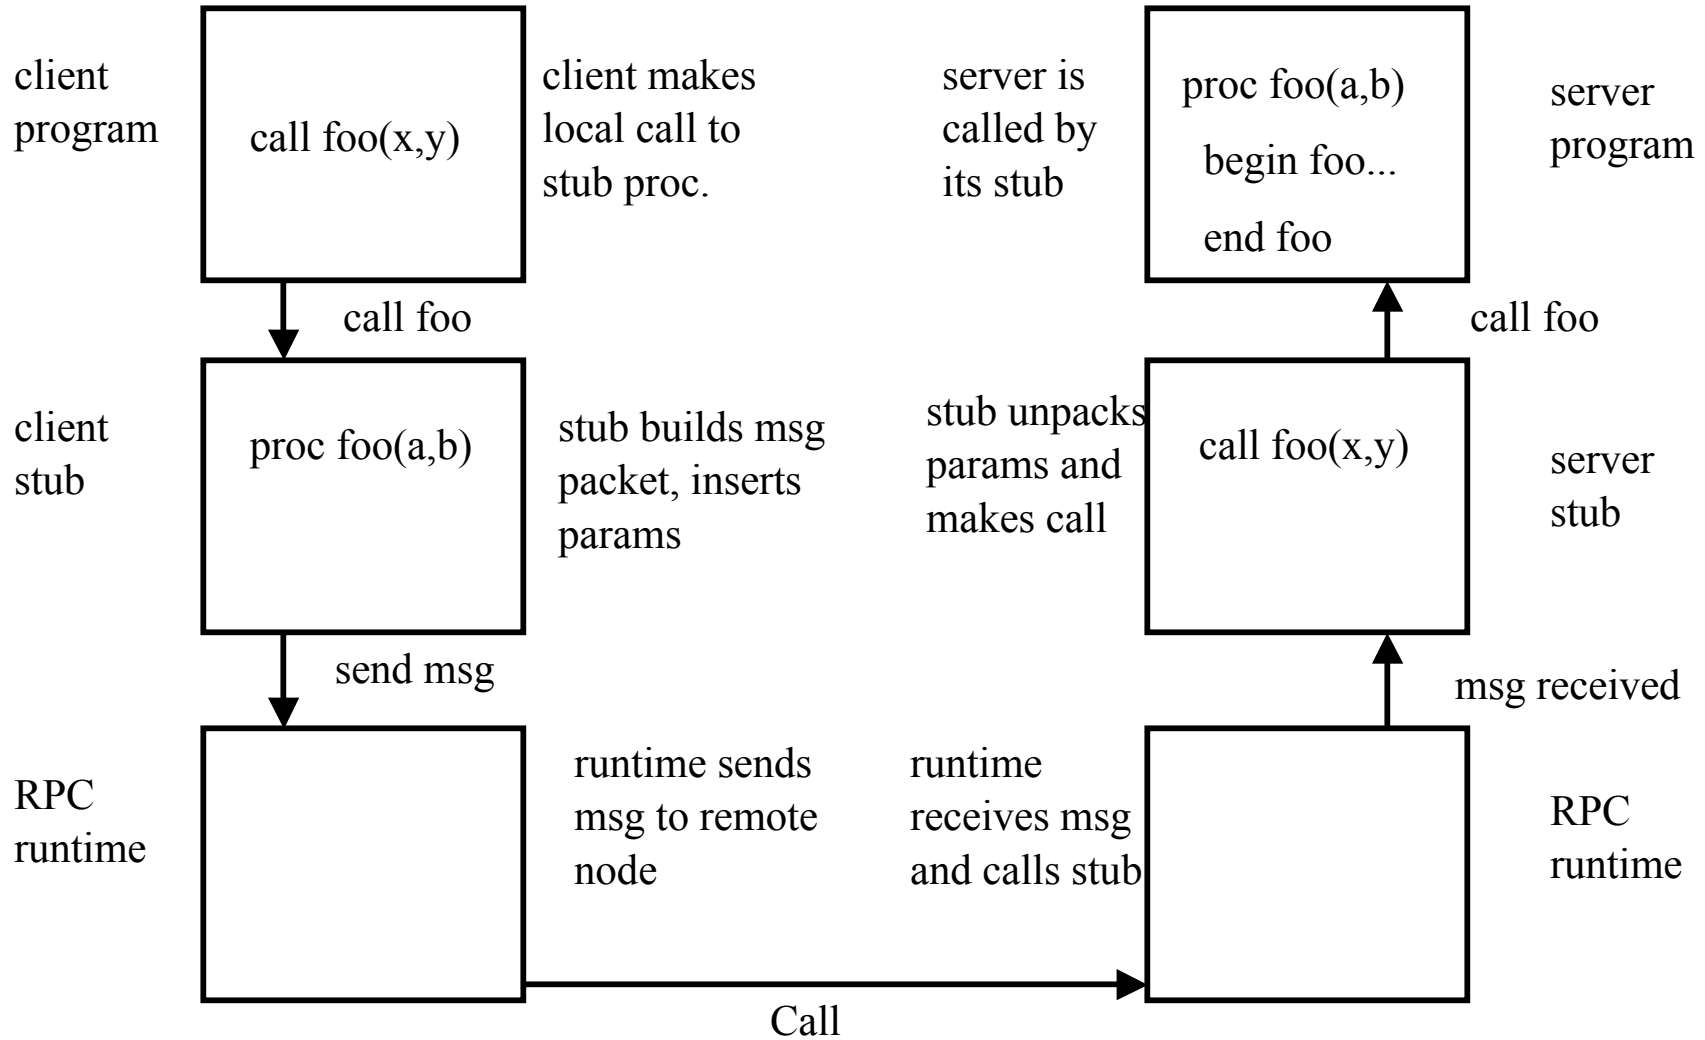 client
program
call foo(x,y)
client makes
local call to
stub proc.
server is
called by
its stub
proc foo(a,b)
begin foo...
end foo
server
program
call foo
call foo
client
stub
proc foo(a,b)
stub builds msg
packet, inserts
params
stub unpacks
params and
makes call
call foo(x,y)
server
stub
send msg
msg received
RPC
runtime
runtime sends
msg to remote
node
runtime
receives msg
and calls stub
RPC
runtime
Call